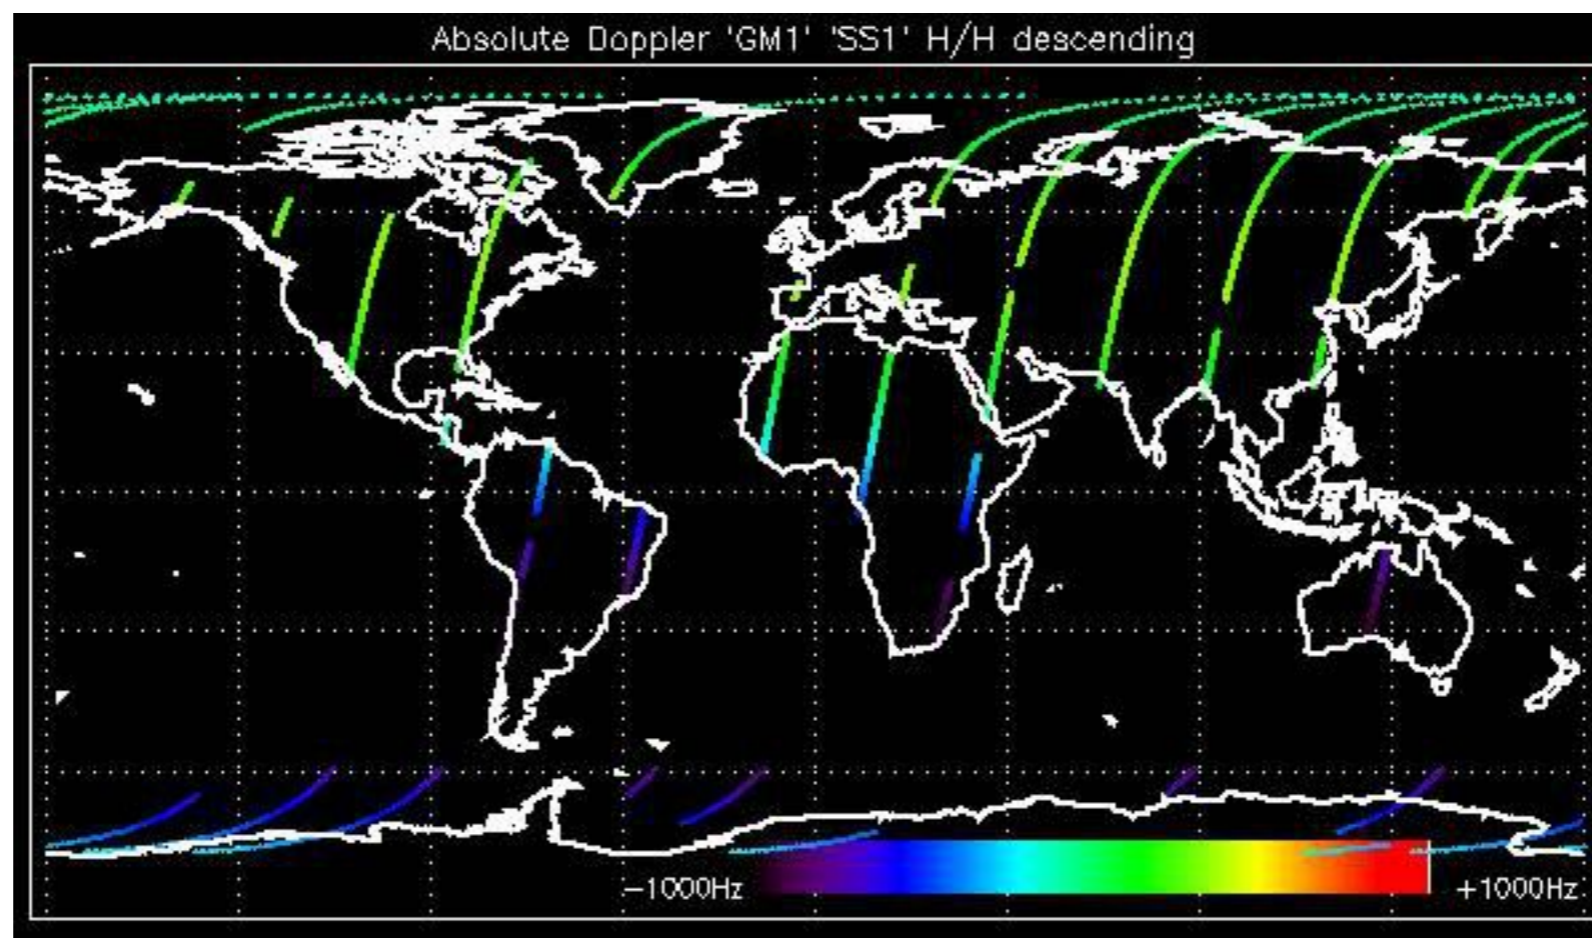 Absolute Doppler 'GM1' 'SS1' H/H descending
−1000Hz
+1000Hz